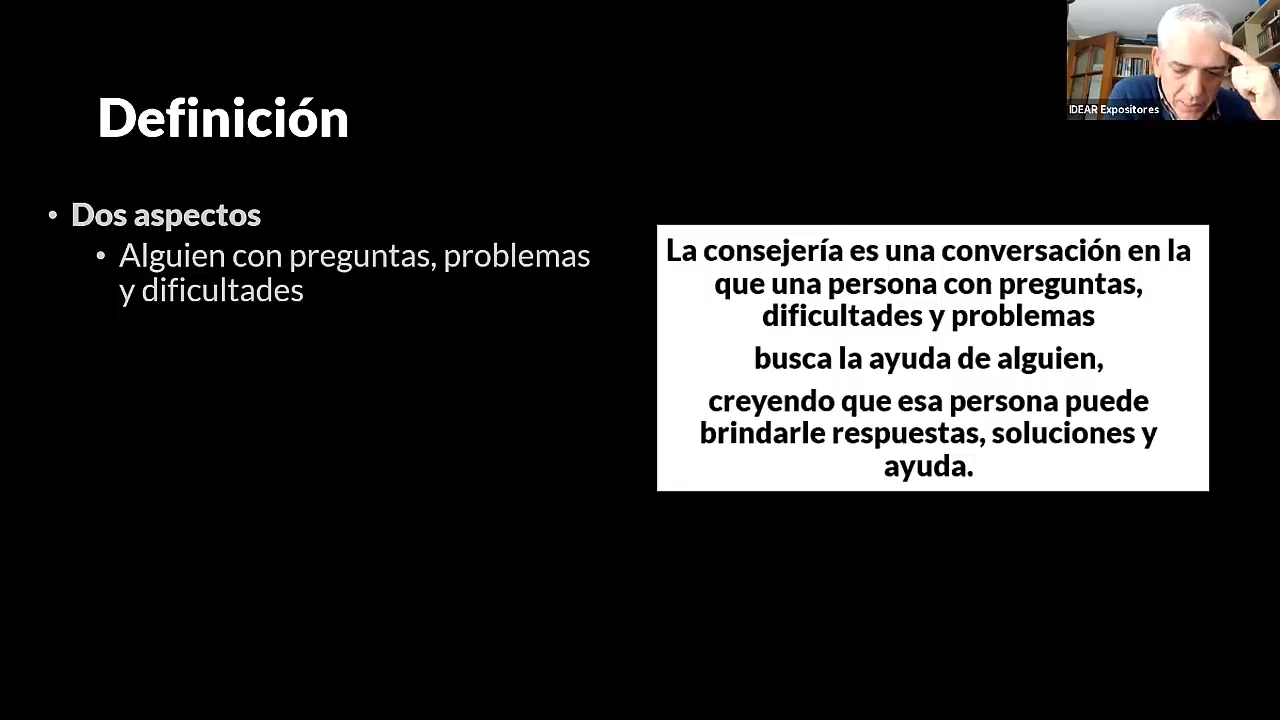 IDEAR Expositores
Definición
• Dos aspectos
• Alguien con preguntas, problemas
y dificultades
La consejería es una conversación en la
que una persona con preguntas,
dificultades y problemas
busca la ayuda de alguien,
creyendo que esa persona puede
brindarle respuestas, soluciones y
ayuda.